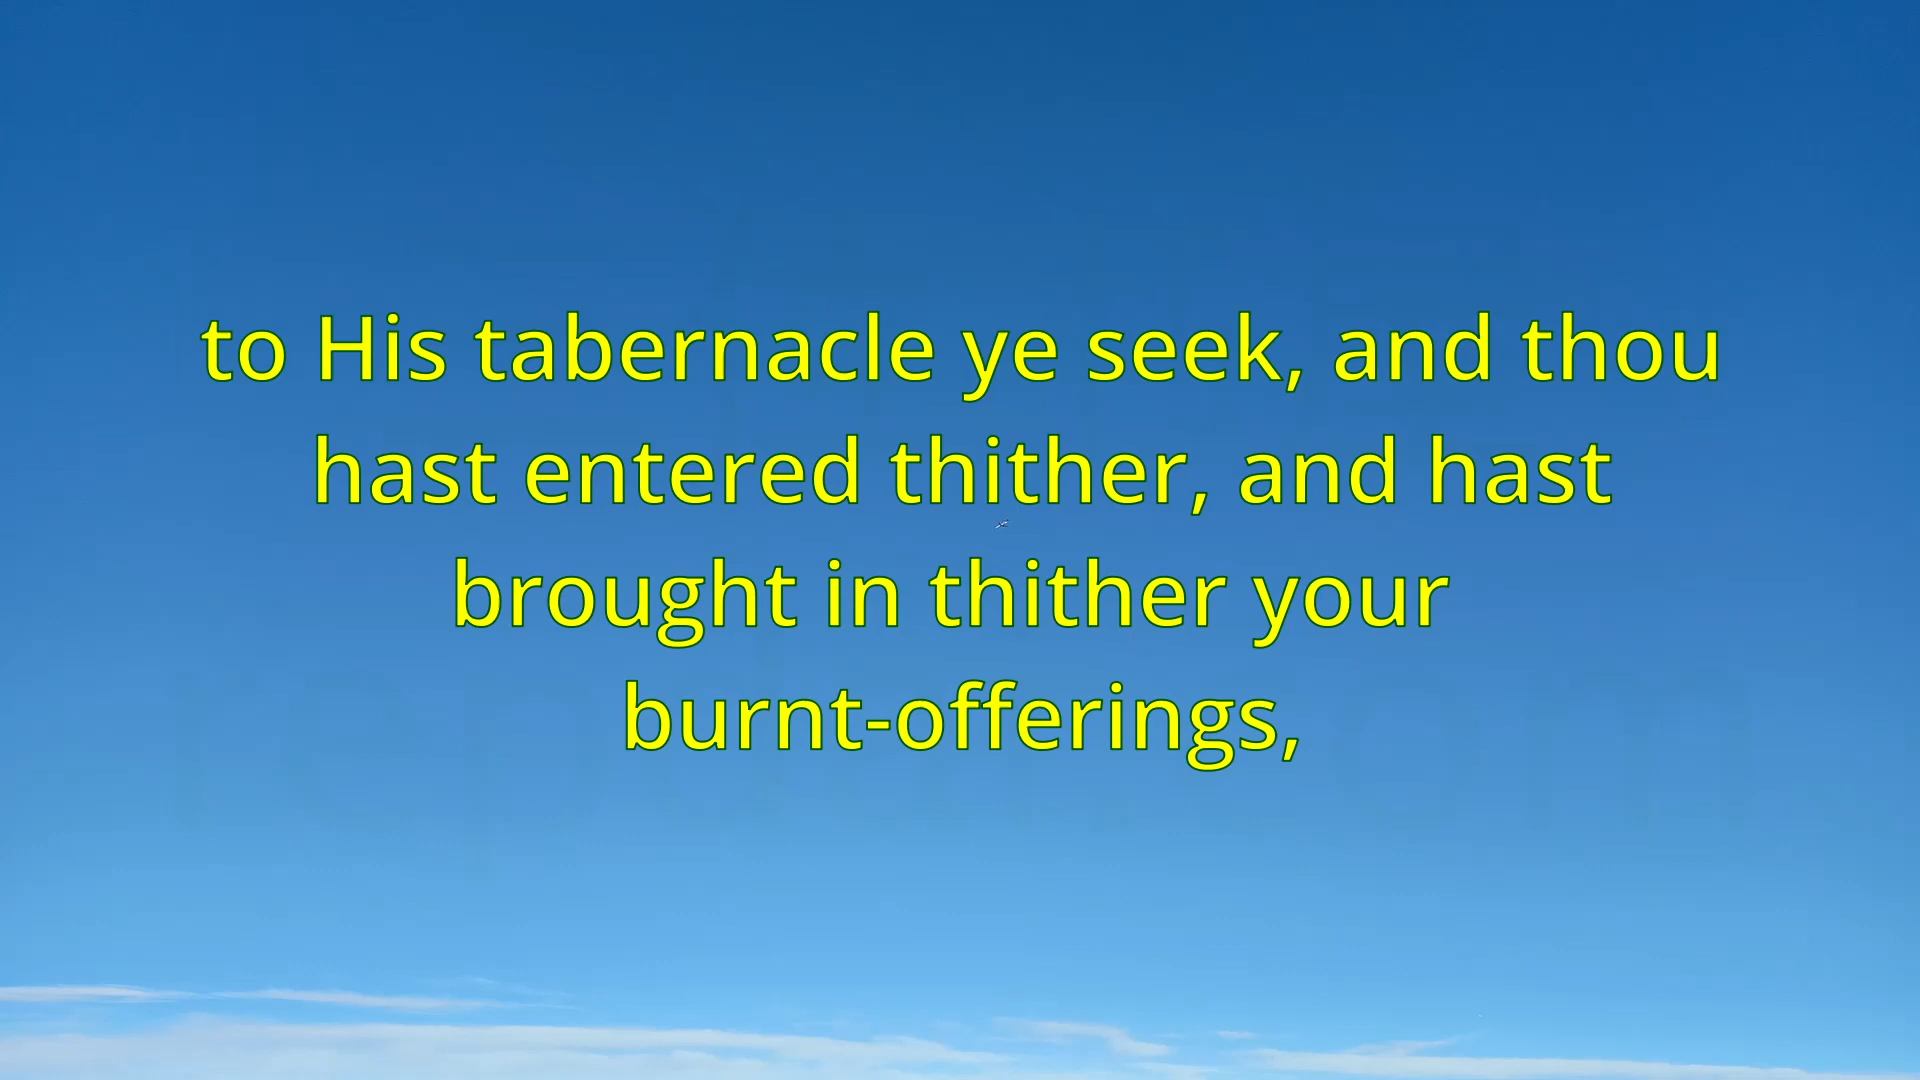 to His tabernacle ye seek, and thou
hast entered thither, and hast
brought in thither your
burnt-offerings,